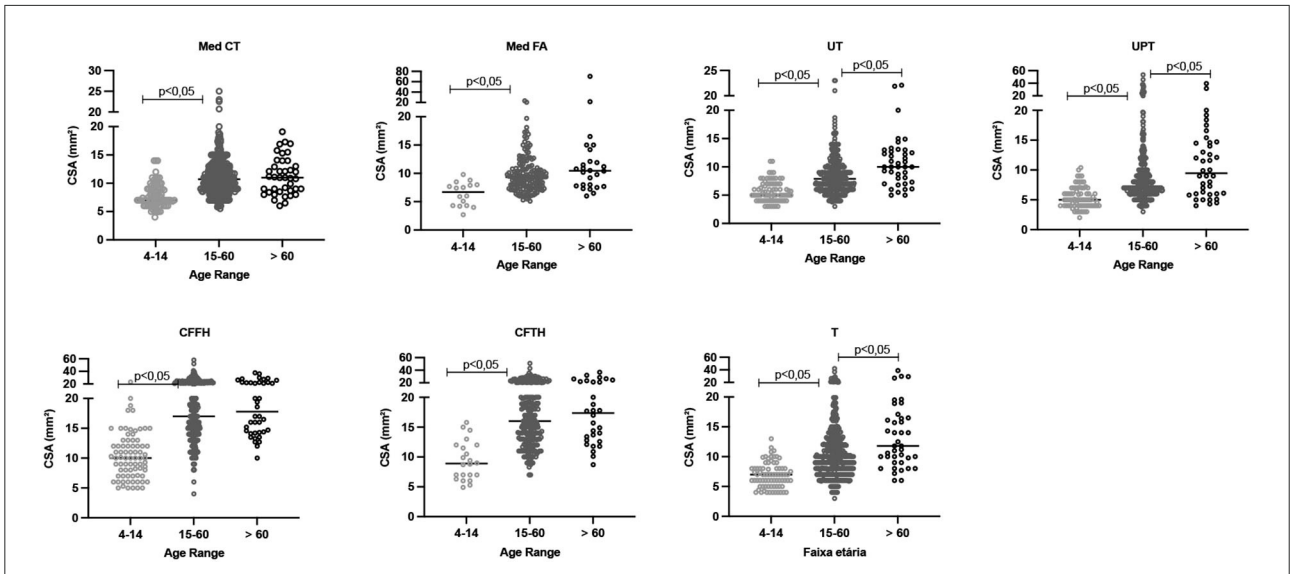 Med CT
CSA (mm²)
30
25
20
15
10
5
0
p<0,05
4-14
15-60
> 60
Age Range
Med FA
CSA (mm²)
80
60
40
20
20
15
10
5
0
p<0,05
4-14
15-60
> 60
Age Range
UT
CSA (mm²)
25
20
15
10
5
0
p<0,05
p<0,05
4-14
15-60
> 60
Age Range
UPT
CSA (mm²)
60
40
20
20
15
10
5
0
p<0,05
p<0,05
4-14
15-60
> 60
Age Range
CFFH
CSA (mm²)
60
40
20
20
15
10
5
0
p<0,05
4-14
15-60
> 60
Age Range
CFTH
CSA (mm²)
60
40
20
20
15
10
5
0
p<0,05
4-14
15-60
> 60
Age Range
T
CSA (mm²)
60
40
20
20
15
10
5
0
p<0,05
p<0,05
4-14
15-60
> 60
Faixa etária